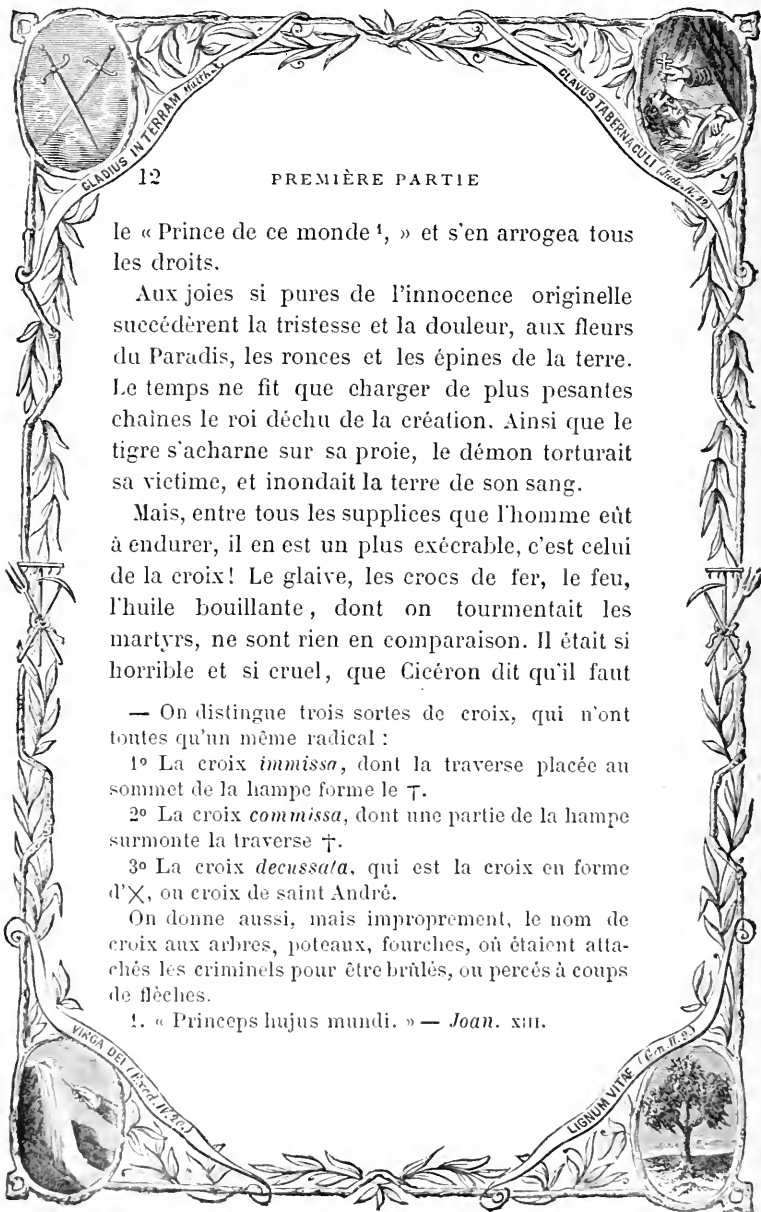 GLADIUS IN TERRAM Matth.
CLAVUS TABERNACULI (Jud. IV. 19)
12 PREMIÈRE PARTIE
le « Prince de ce monde ¹, » et s'en arrogea tous
les droits.
Aux joies si pures de l'innocence originelle
succédèrent la tristesse et la douleur, aux fleurs
du Paradis, les ronces et les épines de la terre.
Le temps ne fit que charger de plus pesantes
chaines le roi déchu de la création. Ainsi que le
tigre s'acharne sur sa proie, le démon torturait
sa victime, et inondait la terre de son sang.
Mais, entre tous les supplices que l'homme eût
à endurer, il en est un plus exécrable, c'est celui
de la croix! Le glaive, les crocs de fer, le feu,
l'huile bouillante, dont on tourmentait les
martyrs, ne sont rien en comparaison. Il était si
horrible et si cruel, que Cicéron dit qu'il faut
— On distingue trois sortes de croix, qui n'ont
toutes qu'un même radical :
1º La croix immissa, dont la traverse placée au
sommet de la hampe forme le ┬.
2º La croix commissa, dont une partie de la hampe
surmonte la traverse †.
3º La croix decussata, qui est la croix en forme
d'X, ou croix de saint André.
On donne aussi, mais improprement, le nom de
croix aux arbres, poteaux, fourches, où étaient atta-
chés les criminels pour être brûlés, ou percés à coups
de flèches.
1. « Princeps hujus mundi. » — Joan. XIII.
VIRGA DEI (Exod. IV. 20.)
LIGNUM VITAE (Gen. II. 9.)